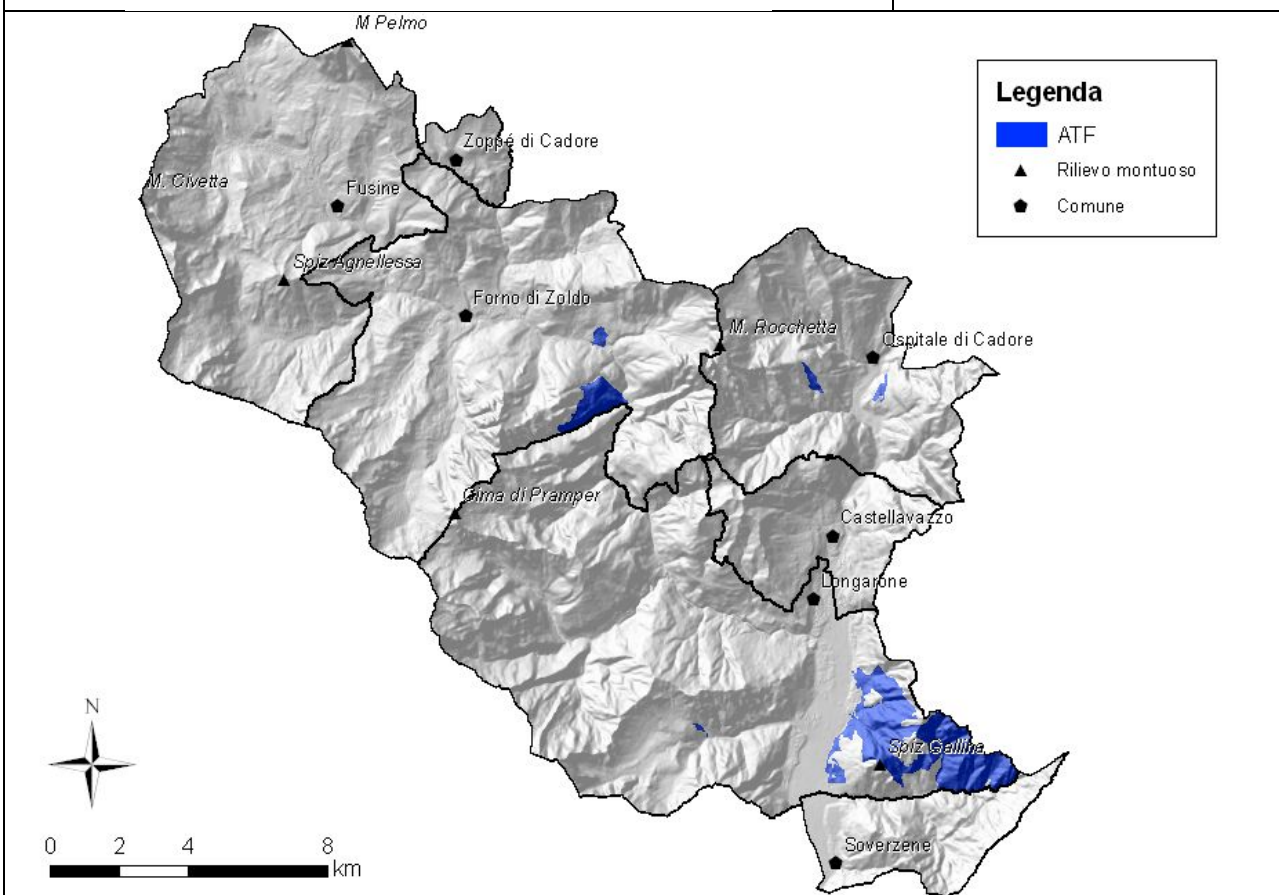 M Pelmo
Legenda
ATF
Rilievo montuoso
Comune
Zoppé di Cadore
M. Civetta
Fusine
Spiz Agnellessa
Forno di Zoldo
M. Rocchetta
Ospitale di Cadore
Cima di Pramper
Castellavazzo
Longarone
Spiz Gallina
Soverzene
N
0 2 4 8
km